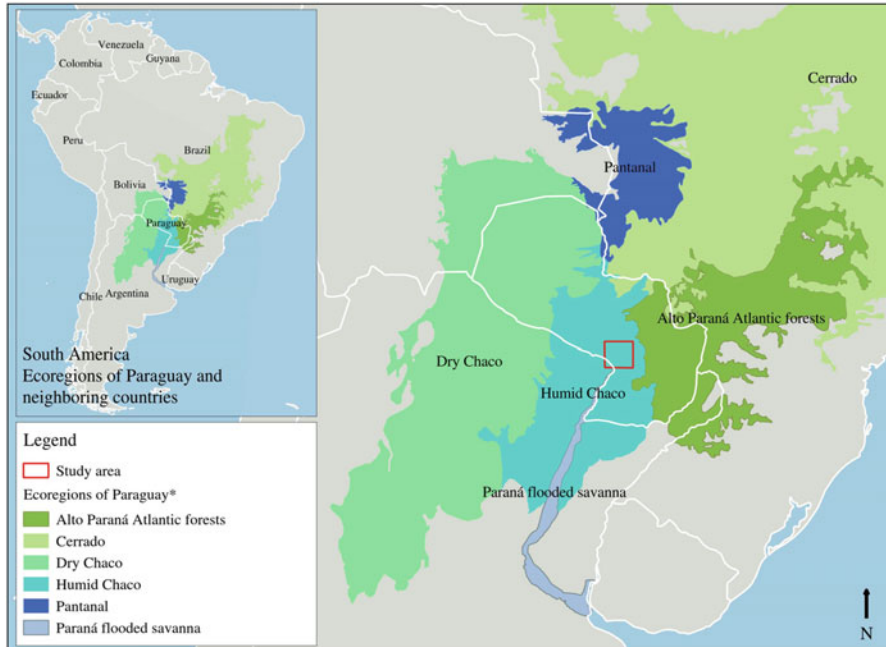 Venezuela
Guyana
Colombia
Ecuador
Peru
Brazil
Bolivia
Paraguay
Chile
Argentina
Uruguay
South America
Ecoregions of Paraguay and
neighboring countries
Legend
Study area
Ecoregions of Paraguay*
Alto Paraná Atlantic forests
Cerrado
Dry Chaco
Humid Chaco
Pantanal
Paraná flooded savanna
Cerrado
Pantanal
Alto Paraná Atlantic forests
Dry Chaco
Humid Chaco
Paraná flooded savanna
N